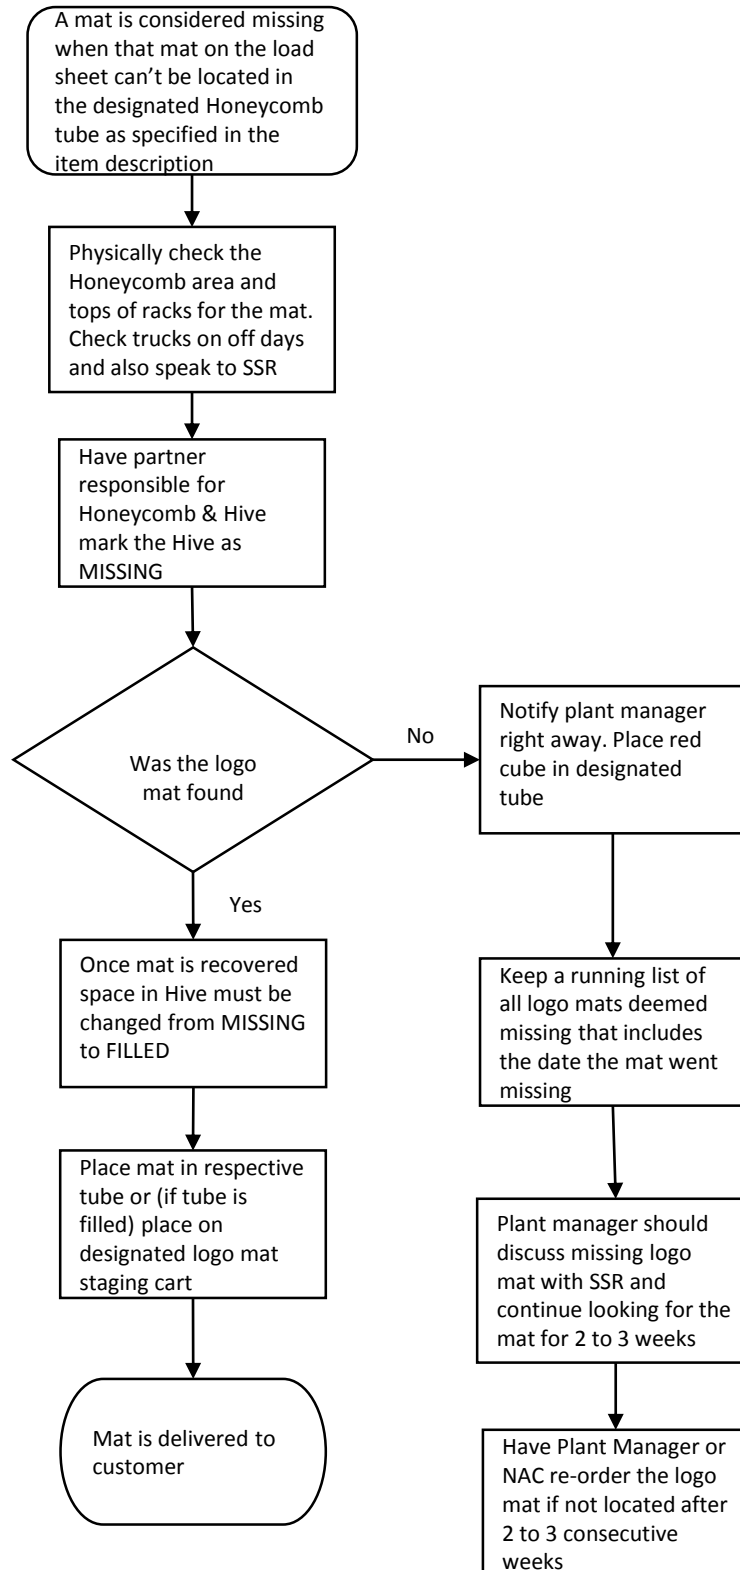 A mat is considered missing
when that mat on the load
sheet can’t be located in
the designated Honeycomb
tube as specified in the
item description
Physically check the
Honeycomb area and
tops of racks for the mat.
Check trucks on off days
and also speak to SSR
Have partner
responsible for
Honeycomb & Hive
mark the Hive as
MISSING
Was the logo
mat found
No
Notify plant manager
right away. Place red
cube in designated
tube
Yes
Once mat is recovered
space in Hive must be
changed from MISSING
to FILLED
Keep a running list of
all logo mats deemed
missing that includes
the date the mat went
missing
Place mat in respective
tube or (if tube is
filled) place on
designated logo mat
staging cart
Plant manager should
discuss missing logo
mat with SSR and
continue looking for the
mat for 2 to 3 weeks
Mat is delivered to
customer
Have Plant Manager or
NAC re-order the logo
mat if not located after
2 to 3 consecutive
weeks